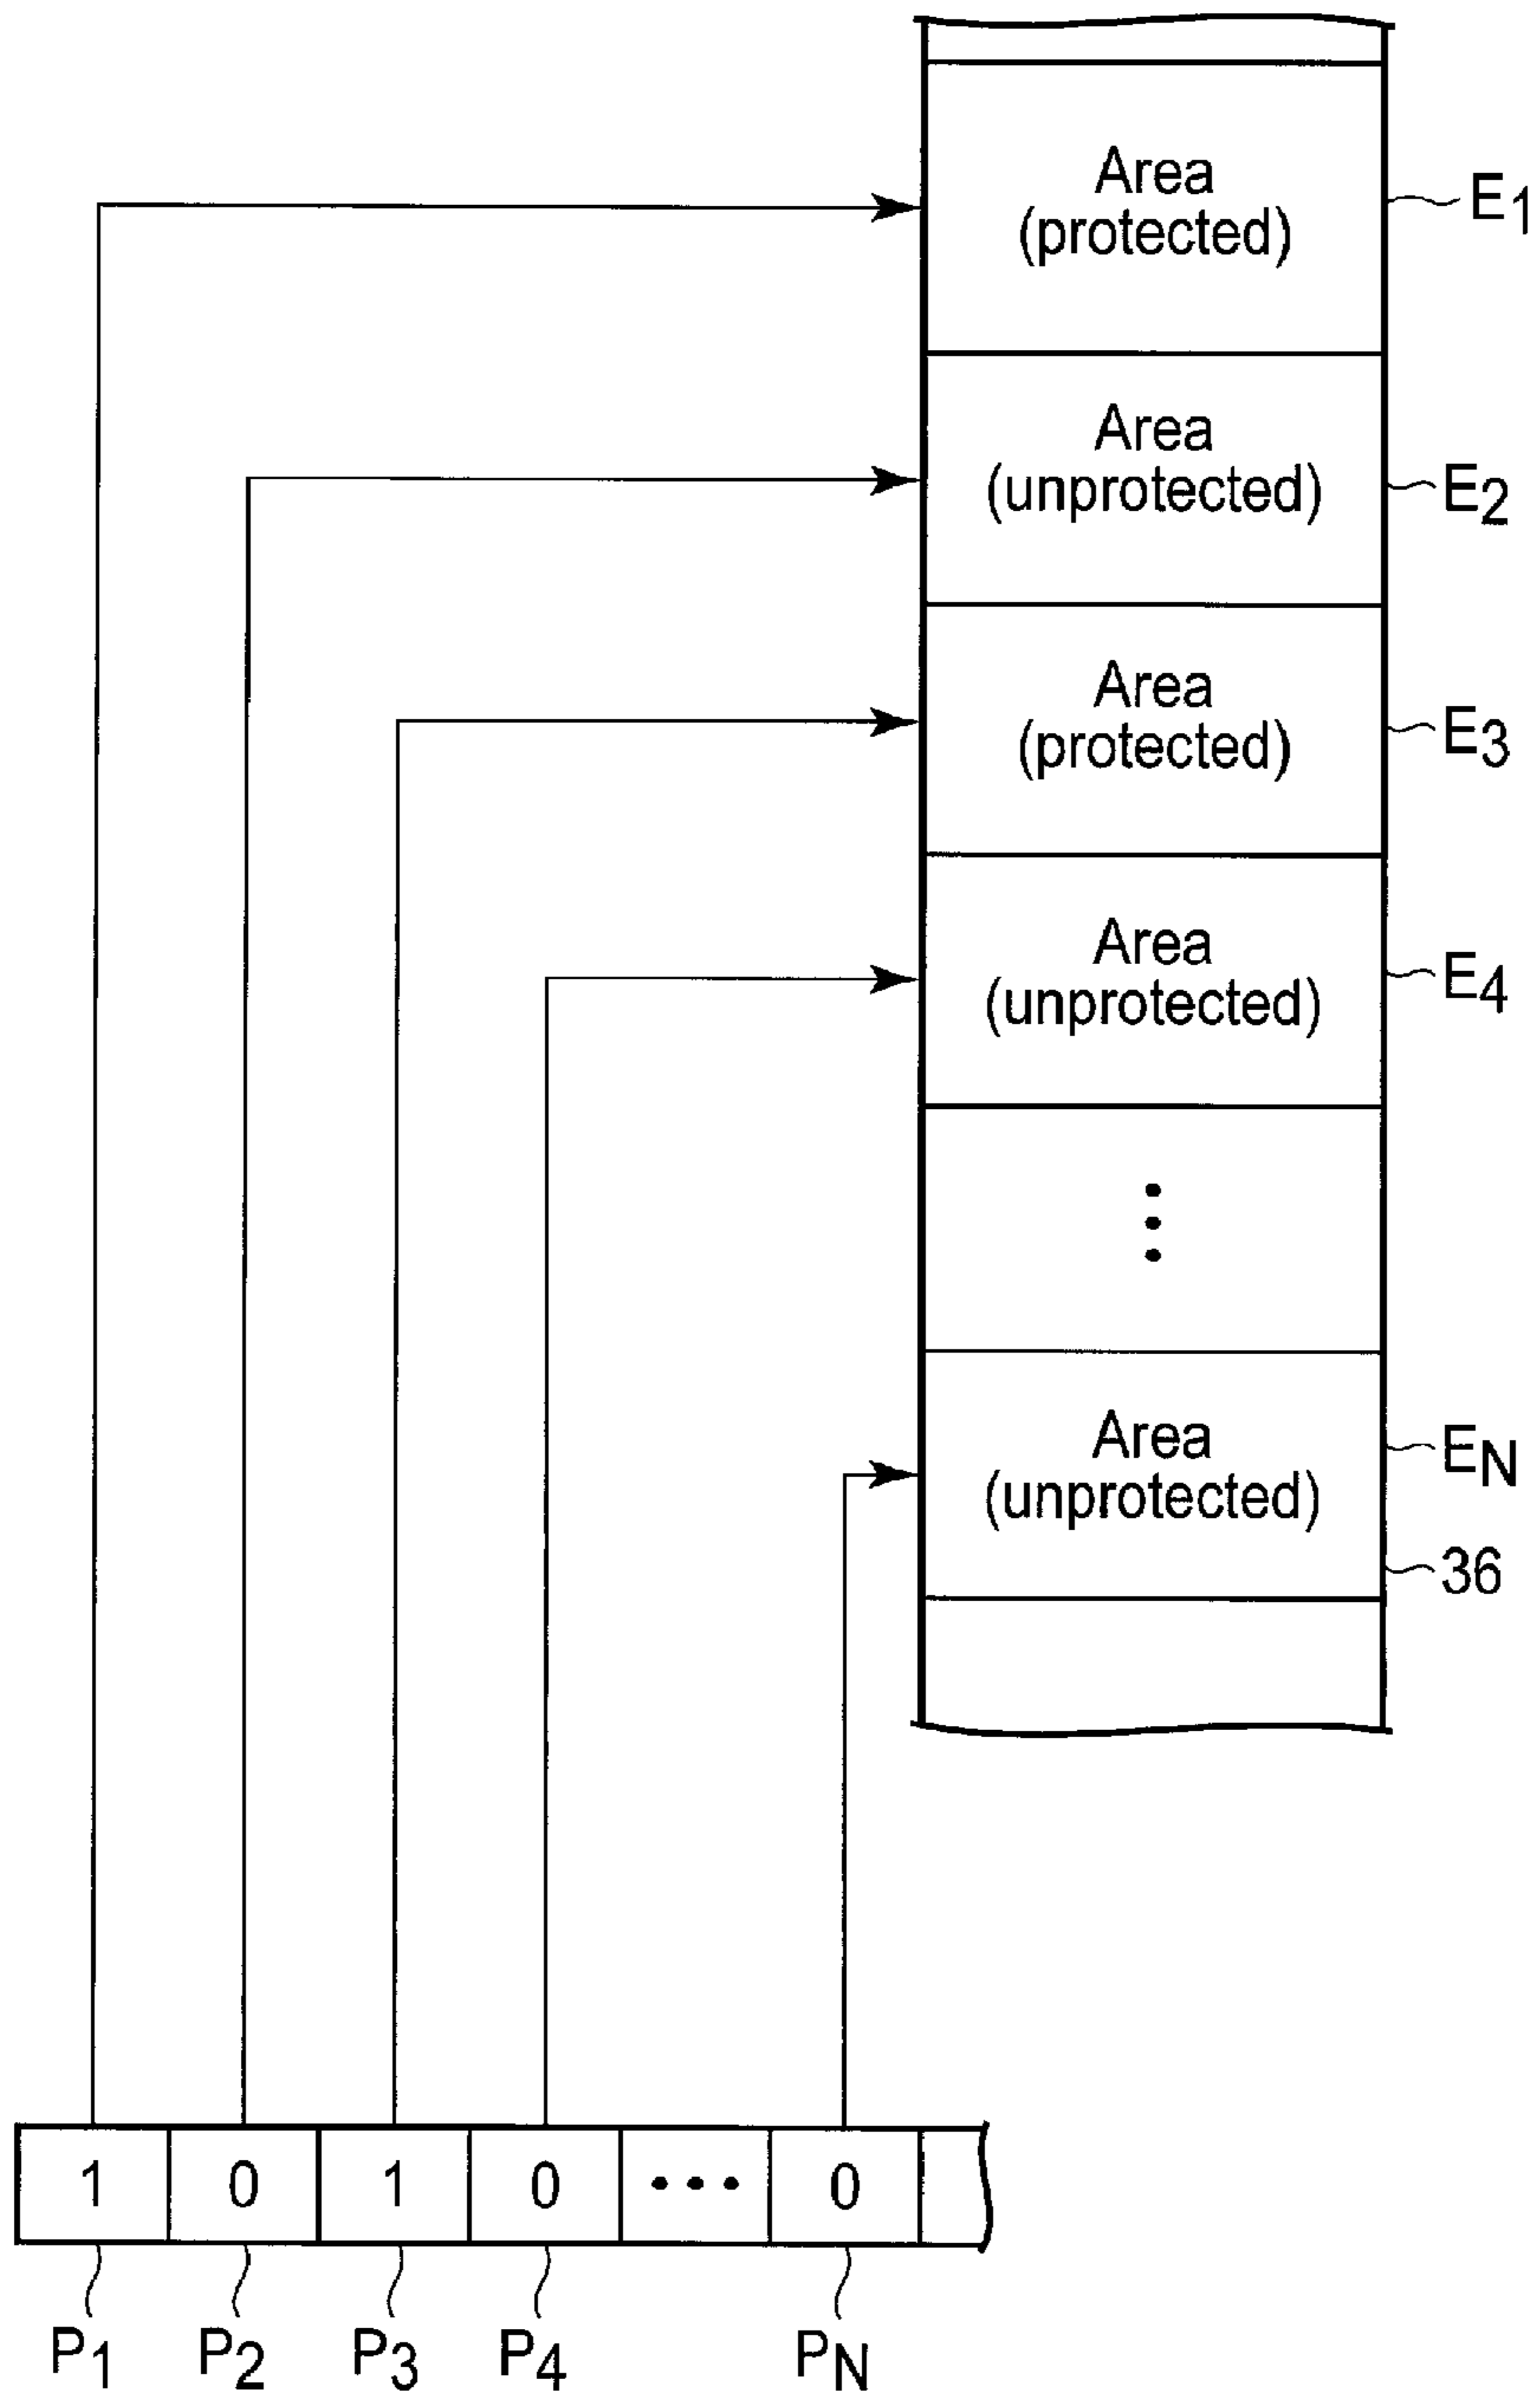 Area
(protected)
E1
Area
(unprotected)
E2
Area
(protected)
E3
Area
(unprotected)
E4
Area
(unprotected)
EN
36
1 0 1 0 ••• 0
P1 P2 P3 P4 PN